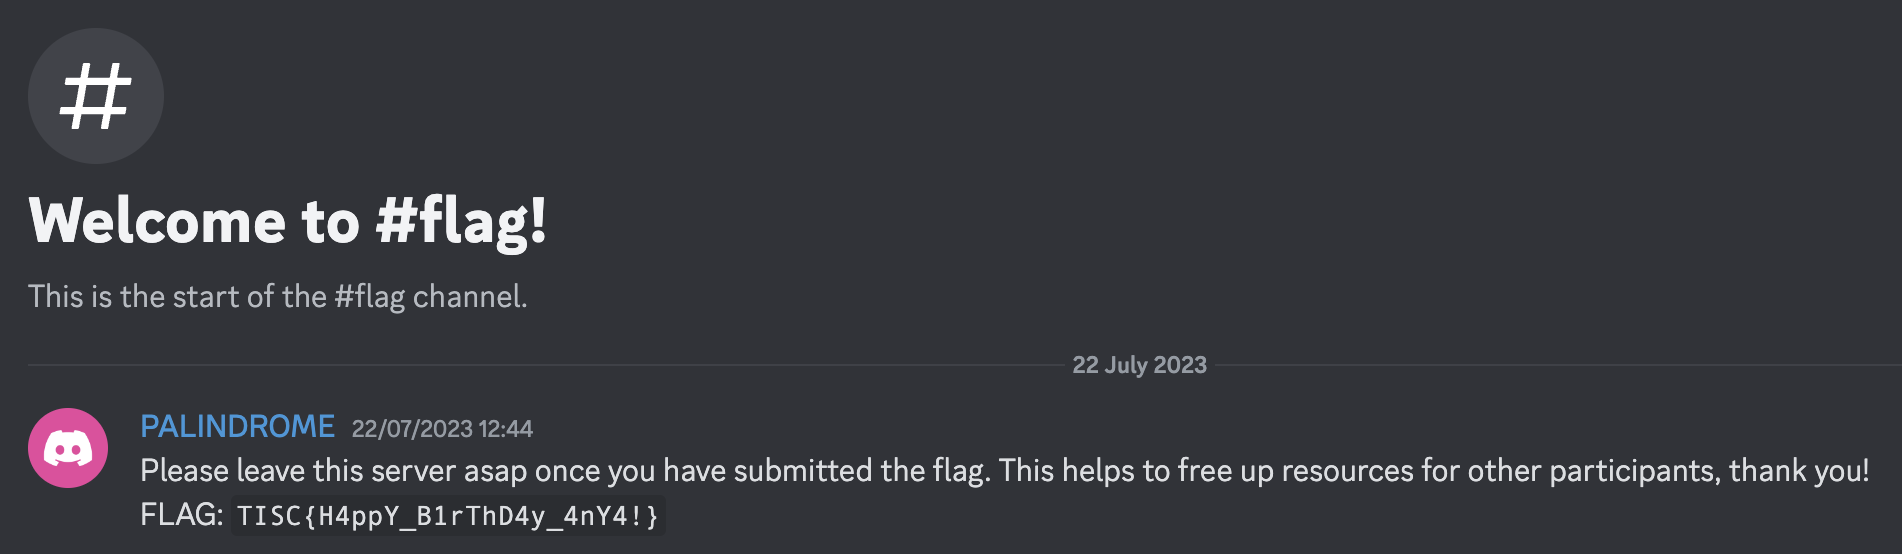 #
Welcome to #flag!
This is the start of the #flag channel.
22 July 2023
PALINDROME 22/07/2023 12:44
Please leave this server asap once you have submitted the flag. This helps to free up resources for other participants, thank you!
FLAG: TISC{H4ppY_B1rThD4y_4nY4!}